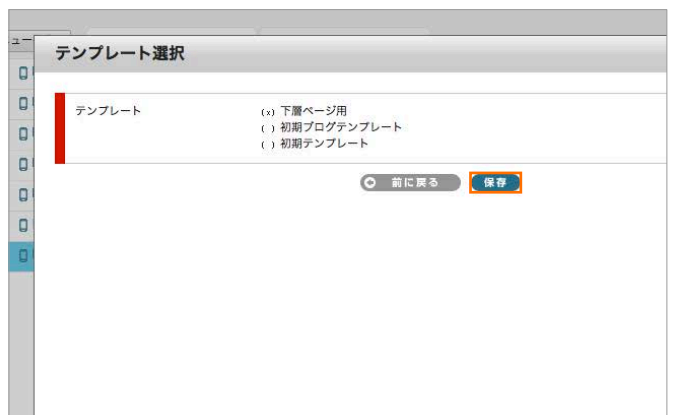 テンプレート選択
テンプレート
(x) 下層ページ用
( ) 初期ブログテンプレート
( ) 初期テンプレート
前に戻る
保存